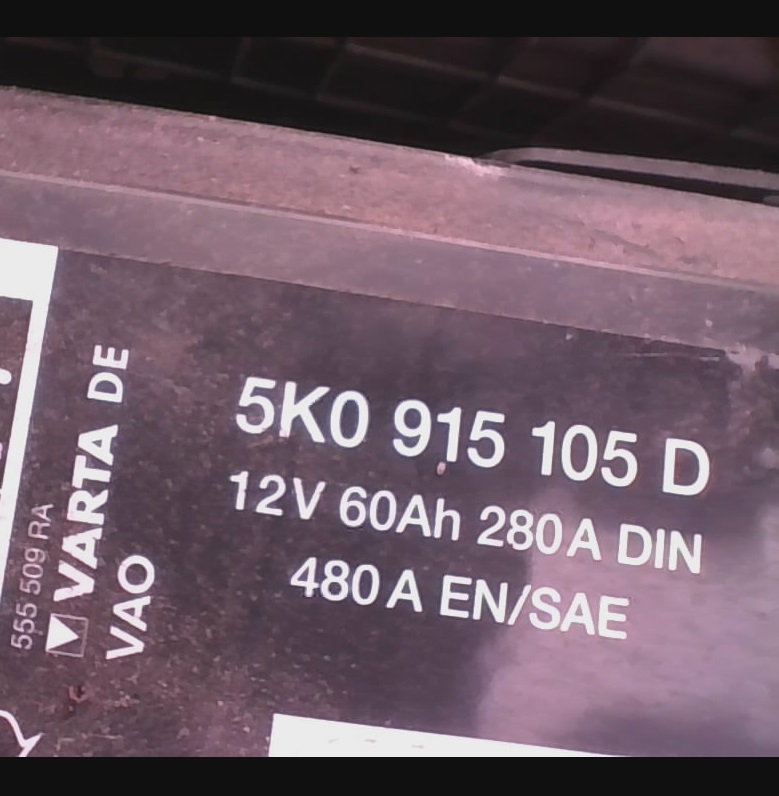 5K0 915 105 D
12V 60Ah 280A DIN
480A EN/SAE
555 509 RA
VARTA DE
VAO